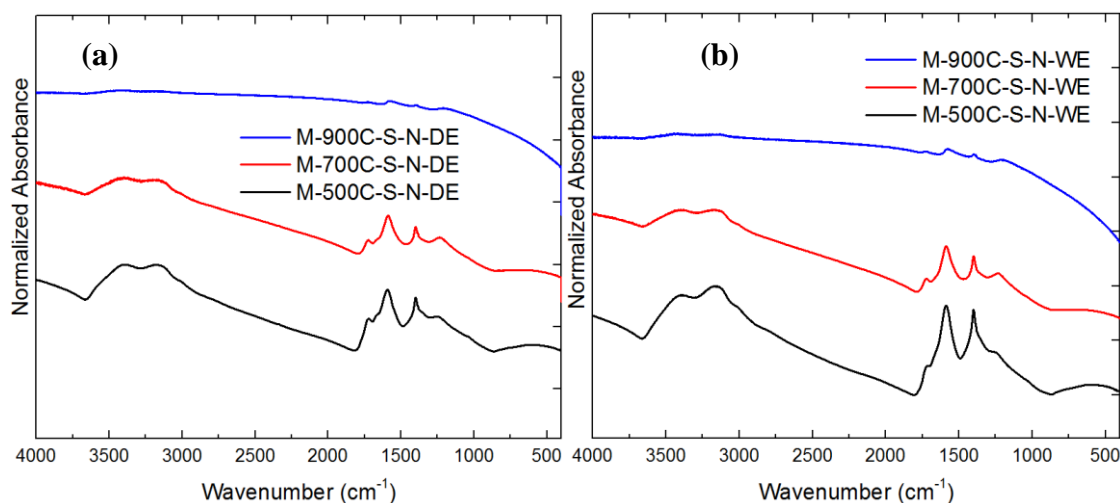 (a)
Normalized Absorbance
M-900C-S-N-DE
M-700C-S-N-DE
M-500C-S-N-DE
4000 3500 3000 2500 2000 1500 1000 500
Wavenumber (cm⁻¹)
(b)
Normalized Absorbance
M-900C-S-N-WE
M-700C-S-N-WE
M-500C-S-N-WE
4000 3500 3000 2500 2000 1500 1000 500
Wavenumber (cm⁻¹)